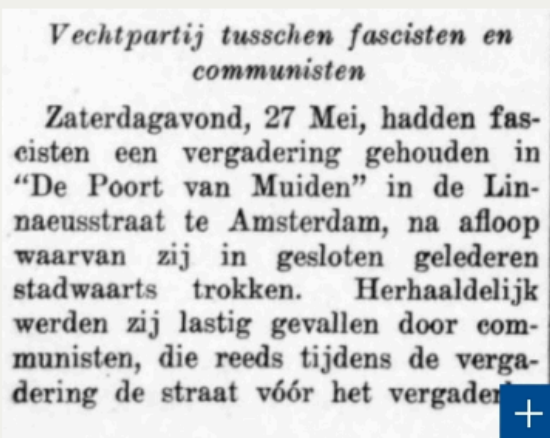 Vechtpartij tusschen fascisten en
communisten
Zaterdagavond, 27 Mei, hadden fas-
cisten een vergadering gehouden in
“De Poort van Muiden” in de Lin-
naeusstraat te Amsterdam, na afloop
waarvan zij in gesloten gelederen
stadwaarts trokken. Herhaaldelijk
werden zij lastig gevallen door com-
munisten, die reeds tijdens de verga-
dering de straat vóór het